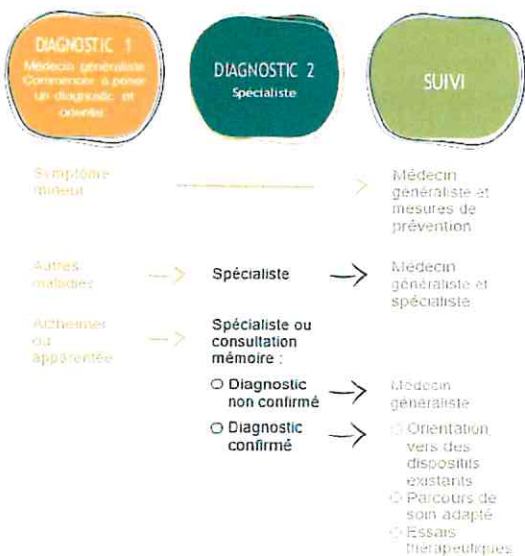 DIAGNOSTIC 1
Médecin généraliste
Commencer à poser
un diagnostic et
orienter
DIAGNOSTIC 2
Spécialiste
SUIVI
Symptôme
mineur
Médecin
généraliste et
mesures de
prévention
Autres
maladies
Spécialiste
Médecin
généraliste et
spécialiste
Alzheimer
ou
apparentée
Spécialiste ou
consultation
mémoire :
Diagnostic
non confirmé
Médecin
généraliste
Diagnostic
confirmé
Orientation
vers des
dispositifs
existants
Parcours de
soin adapté
Essais
thérapeutiques